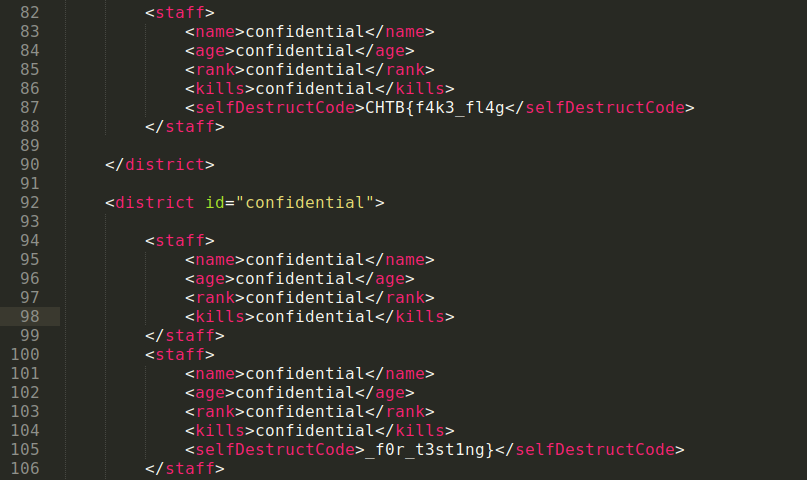 82 <staff>
83 <name>confidential</name>
84 <age>confidential</age>
85 <rank>confidential</rank>
86 <kills>confidential</kills>
87 <selfDestructCode>CHTB{f4k3_fl4g</selfDestructCode>
88 </staff>
89
90 </district>
91
92 <district id="confidential">
93
94 <staff>
95 <name>confidential</name>
96 <age>confidential</age>
97 <rank>confidential</rank>
98 <kills>confidential</kills>
99 </staff>
100 <staff>
101 <name>confidential</name>
102 <age>confidential</age>
103 <rank>confidential</rank>
104 <kills>confidential</kills>
105 <selfDestructCode>_f0r_t3st1ng}</selfDestructCode>
106 </staff>